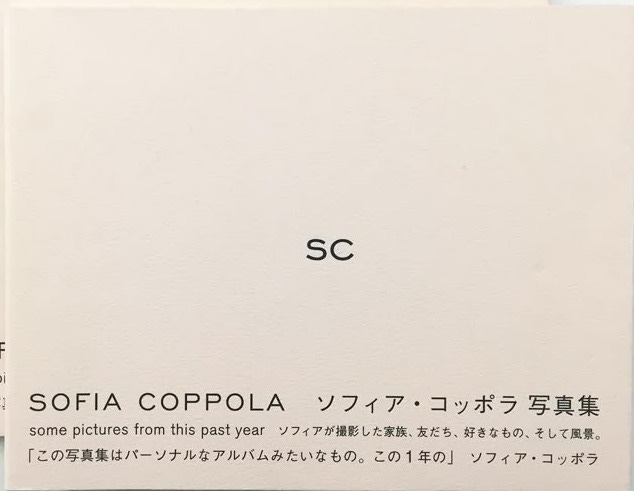 SC
SOFIA COPPOLA ソフィア・コッポラ 写真集
some pictures from this past year ソフィアが撮影した家族、友だち、好きなもの、そして風景。
「この写真集はパーソナルなアルバムみたいなもの。この1年の」 ソフィア・コッポラ